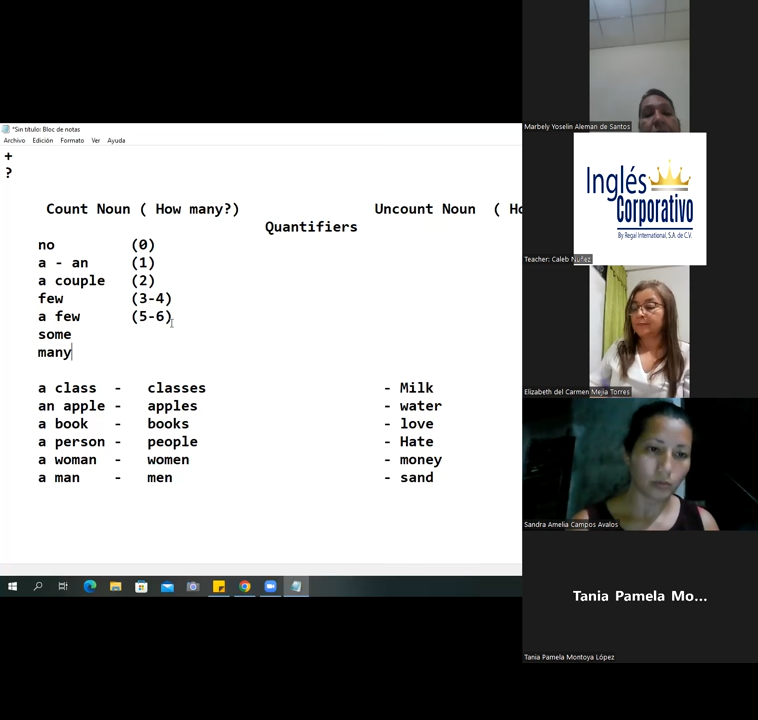 *Sin título: Bloc de notas
Archivo Edición Formato Ver Ayuda
+
?
Count Noun ( How many?) Uncount Noun ( Ho
Quantifiers
no (0)
a - an (1)
a couple (2)
few (3-4)
a few (5-6)
some
many
a class - classes - Milk
an apple - apples - water
a book - books - love
a person - people - Hate
a woman - women - money
a man - men - sand
Marbely Yoselin Aleman de Santos
Inglés
Corporativo
By Regal International, S.A. de C.V.
Teacher: Caleb Nuñez
Elizabeth del Carmen Mejia Torres
Sandra Amelia Campos Avalos
Tania Pamela Mo...
Tania Pamela Montoya López